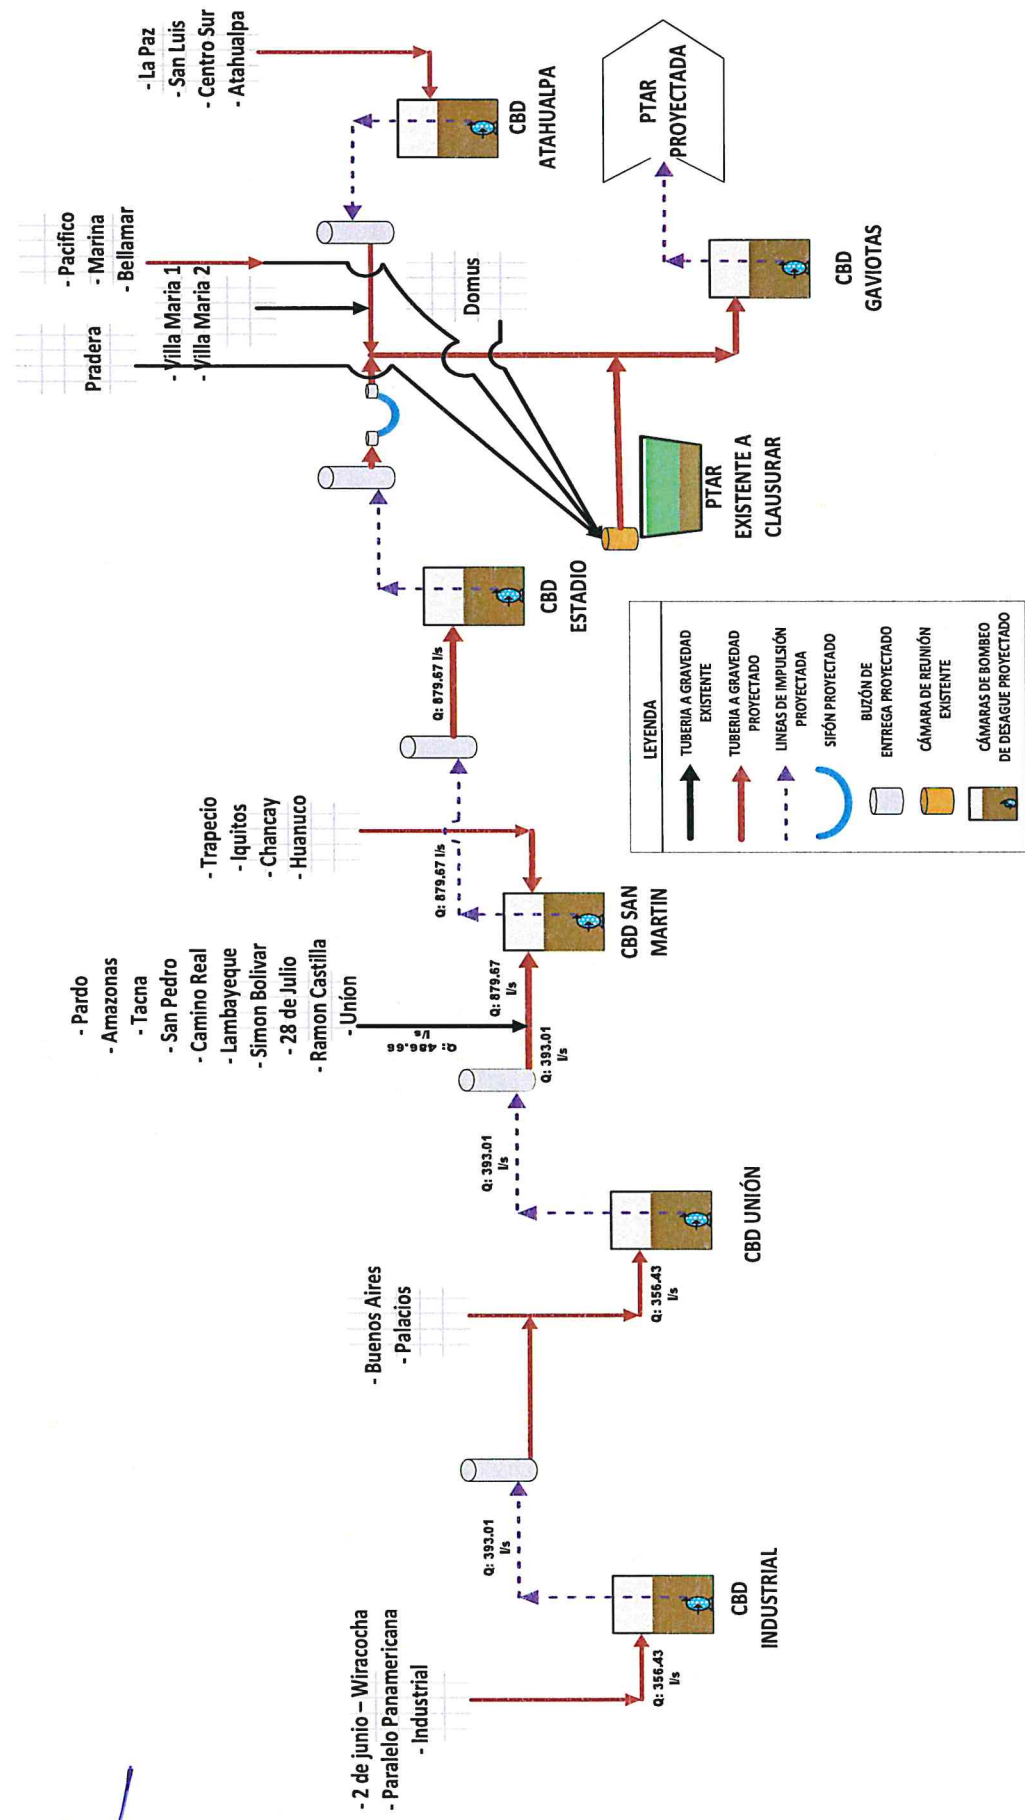 - 2 de junio – Wiracocha
- Paralelo Panamericana
- Industrial
Q: 356.43
l/s
CBD
INDUSTRIAL
Q: 393.01
l/s
- Buenos Aires
- Palacios
Q: 356.43
l/s
CBD UNIÓN
Q: 393.01
l/s
- Pardo
- Amazonas
- Tacna
- San Pedro
- Camino Real
- Lambayeque
- Simon Bolivar
- 28 de Julio
- Ramon Castilla
- Uníon
Q: 486.66
l/s
Q: 393.01
l/s
Q: 879.67
l/s
CBD SAN
MARTIN
- Trapecio
- Iquitos
- Chancay
- Huanuco
Q: 879.67 l/s
Q: 879.67 l/s
CBD
ESTADIO
Pradera
- Villa Maria 1
- Villa Maria 2
- Pacifico
- Marina
- Bellamar
Domus
- La Paz
- San Luis
- Centro Sur
- Atahualpa
CBD
ATAHUALPA
PTAR
EXISTENTE A
CLAUSURAR
CBD
GAVIOTAS
PTAR
PROYECTADA
LEYENDA
TUBERIA A GRAVEDAD
EXISTENTE
TUBERIA A GRAVEDAD
PROYECTADO
LINEAS DE IMPULSIÓN
PROYECTADA
SIFÓN PROYECTADO
BUZÓN DE
ENTREGA PROYECTADO
CÁMARA DE REUNIÓN
EXISTENTE
CÁMARAS DE BOMBEO
DE DESAGUE PROYECTADO